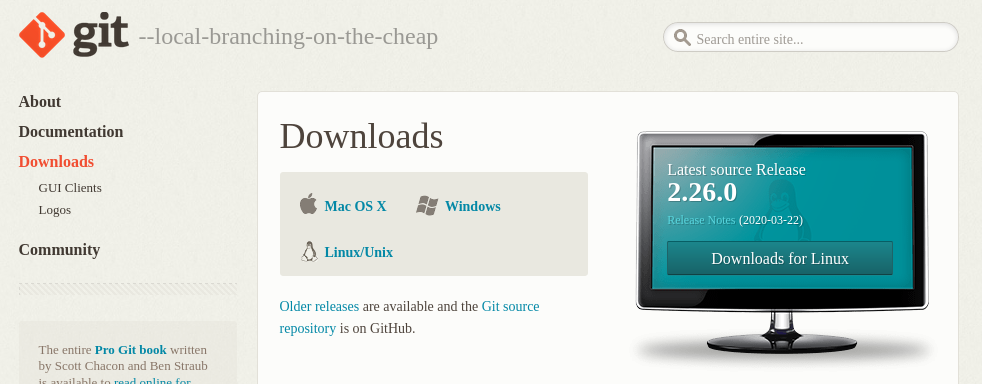 git --local-branching-on-the-cheap
Search entire site...
About
Documentation
Downloads
GUI Clients
Logos
Community
The entire Pro Git book written
by Scott Chacon and Ben Straub
is available to read online for
Downloads
Mac OS X
Windows
Linux/Unix
Older releases are available and the Git source
repository is on GitHub.
Latest source Release
2.26.0
Release Notes (2020-03-22)
Downloads for Linux